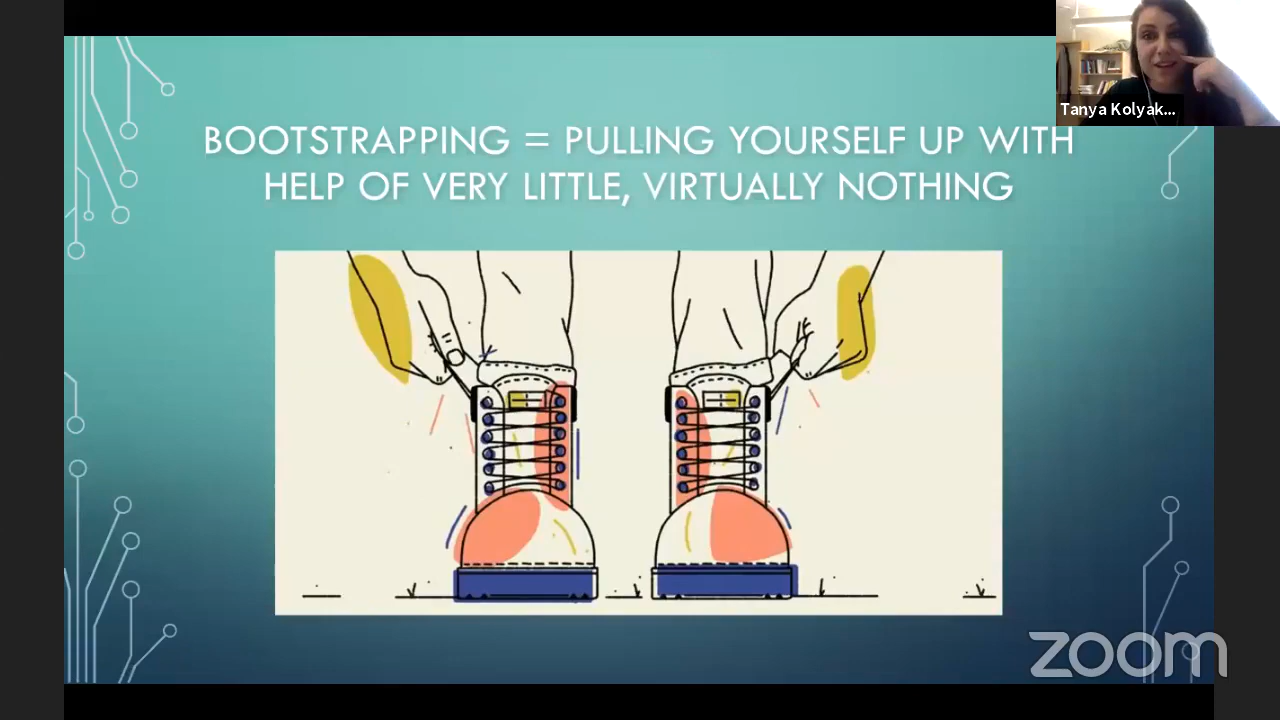 BOOTSTRAPPING = PULLING YOURSELF UP WITH
HELP OF VERY LITTLE, VIRTUALLY NOTHING
Tanya Kolyak...
zoom